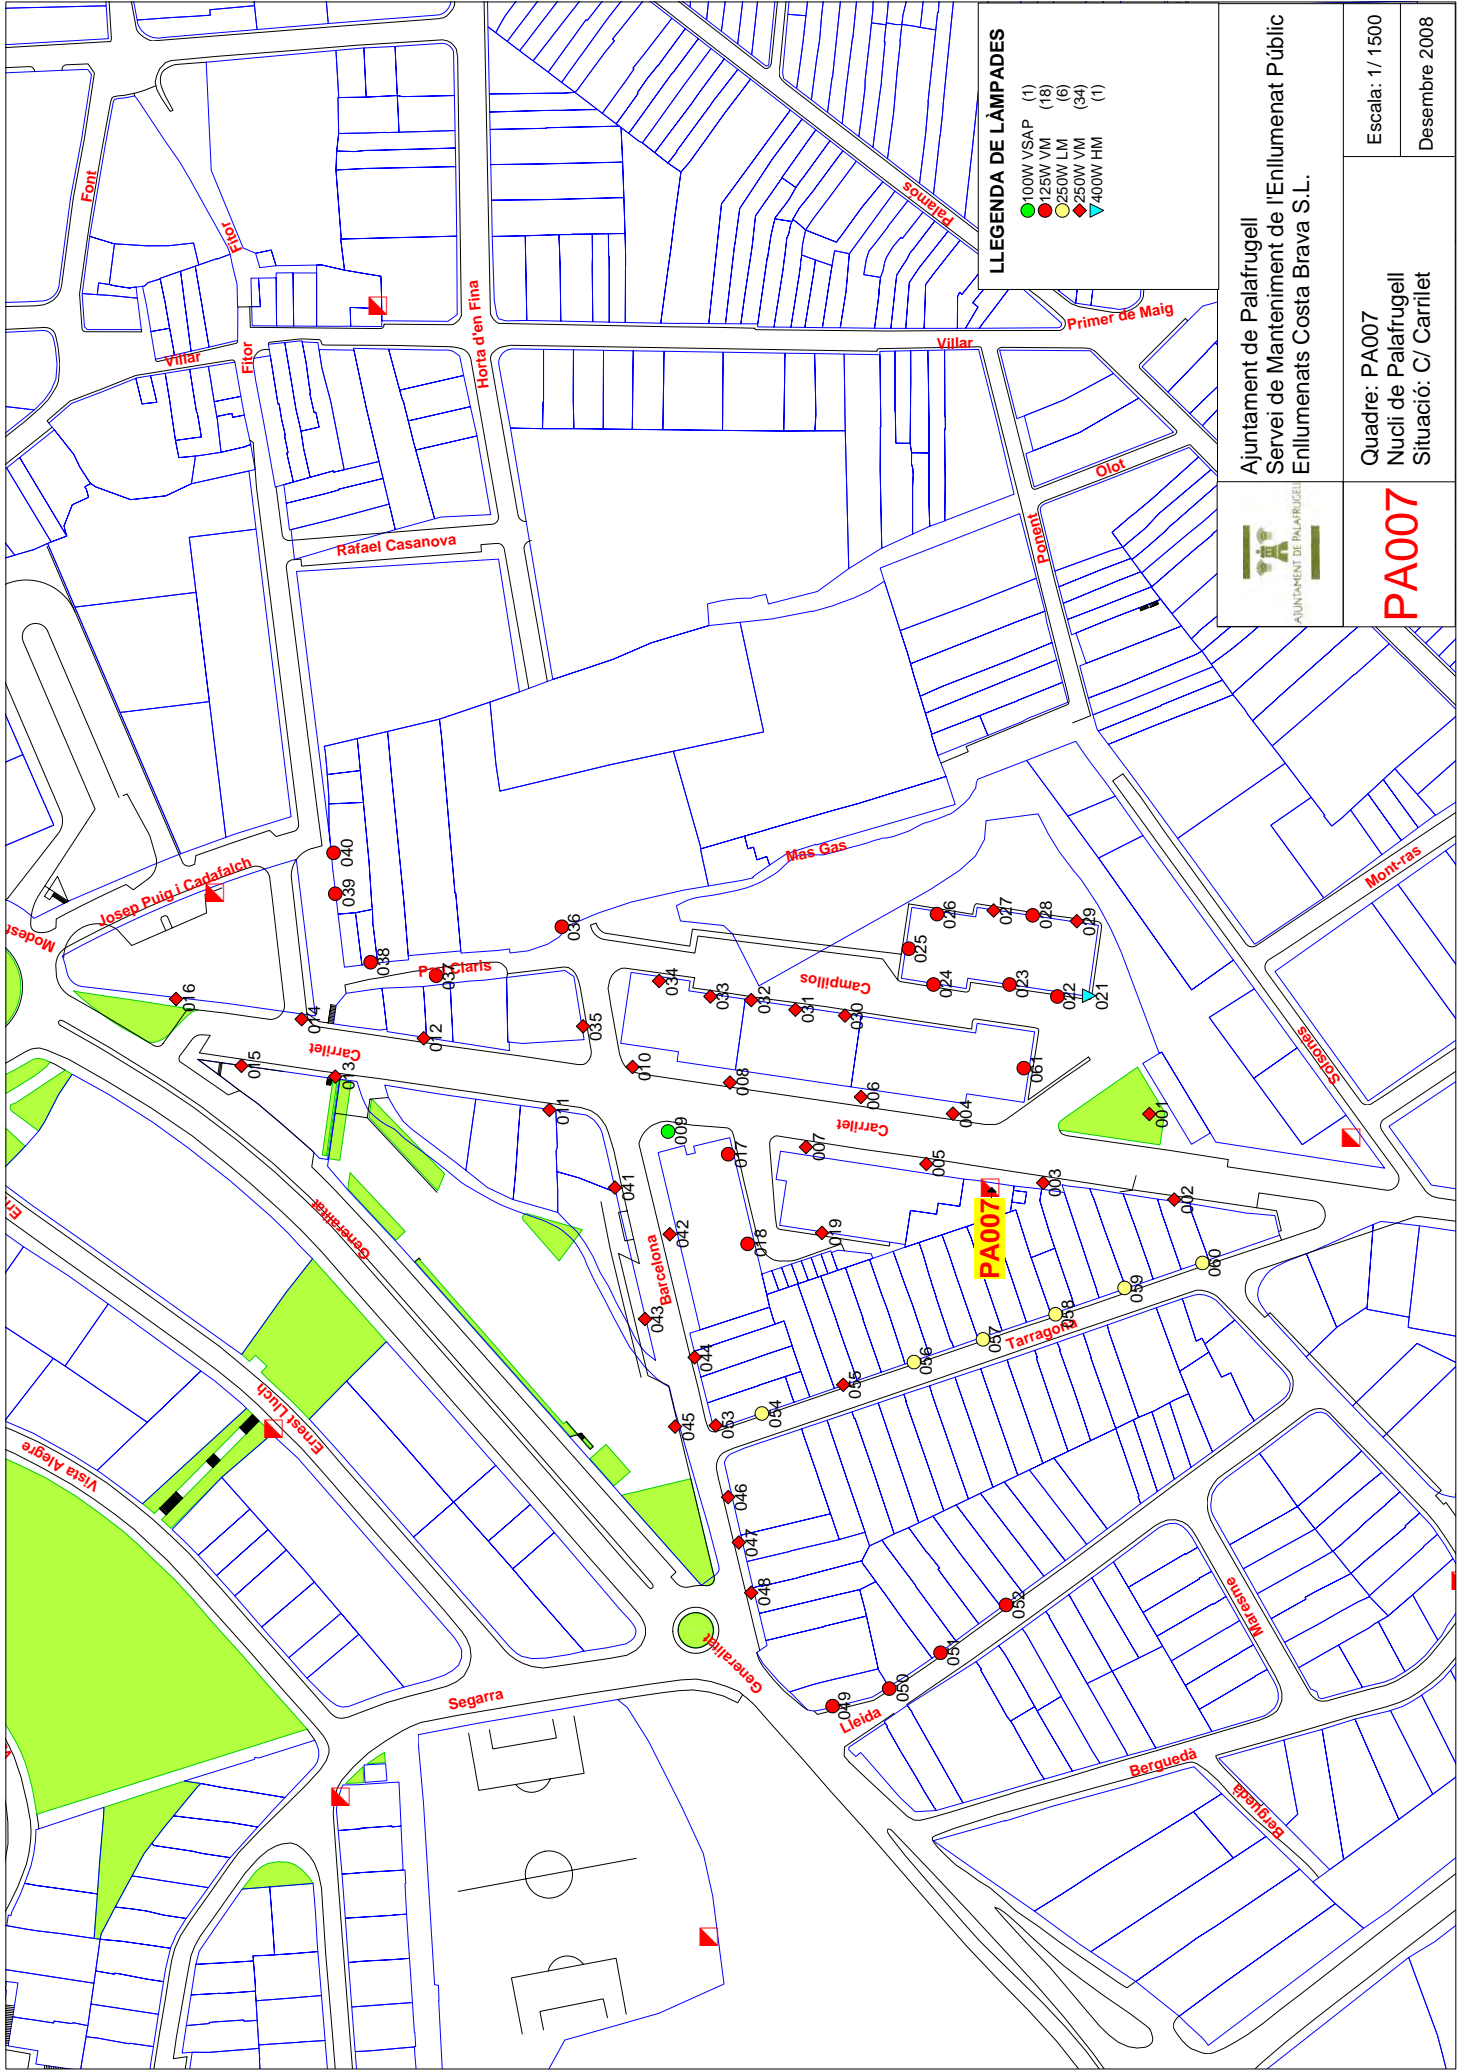 LLEGENDA DE LÀMPADES
100W VSAP (1)
125W VM (18)
250W LM (6)
250W VM (34)
400W HM (1)
Ajuntament de Palafrugell
Servei de Manteniment de l'Enllumenat Públic
Enllumenats Costa Brava S.L.
AJUNTAMENT DE PALAFRUGELL
PA007
Quadre: PA007
Nucli de Palafrugell
Situació: C/ Carrilet
Escala: 1/ 1500
Desembre 2008
Font
Fitor
Villar
Fitor
Horta d'en Fina
Palamos
Primer de Maig
Villar
Olot
Ponent
Rafael Casanova
Josep Puig i Cadafalch
Modest
Mas Gas
Mont-ras
Solsones
Pau Claris
Campillos
Carrilet
Carrilet
Barcelona
Tarragona
Generalitat
Ernest Lluch
Vista Alegre
Segarra
Generalitat
Lleida
Maresme
Berguedà
Berguedà
PA007
040
039
038
037
036
016
014
012
015
013
035
034
033
032
031
030
010
008
006
004
061
025
026
027
028
029
024
023
022
021
001
011
009
017
007
005
003
002
041
042
018
019
043
044
045
053
054
055
056
057
058
059
060
046
047
048
049
050
051
052